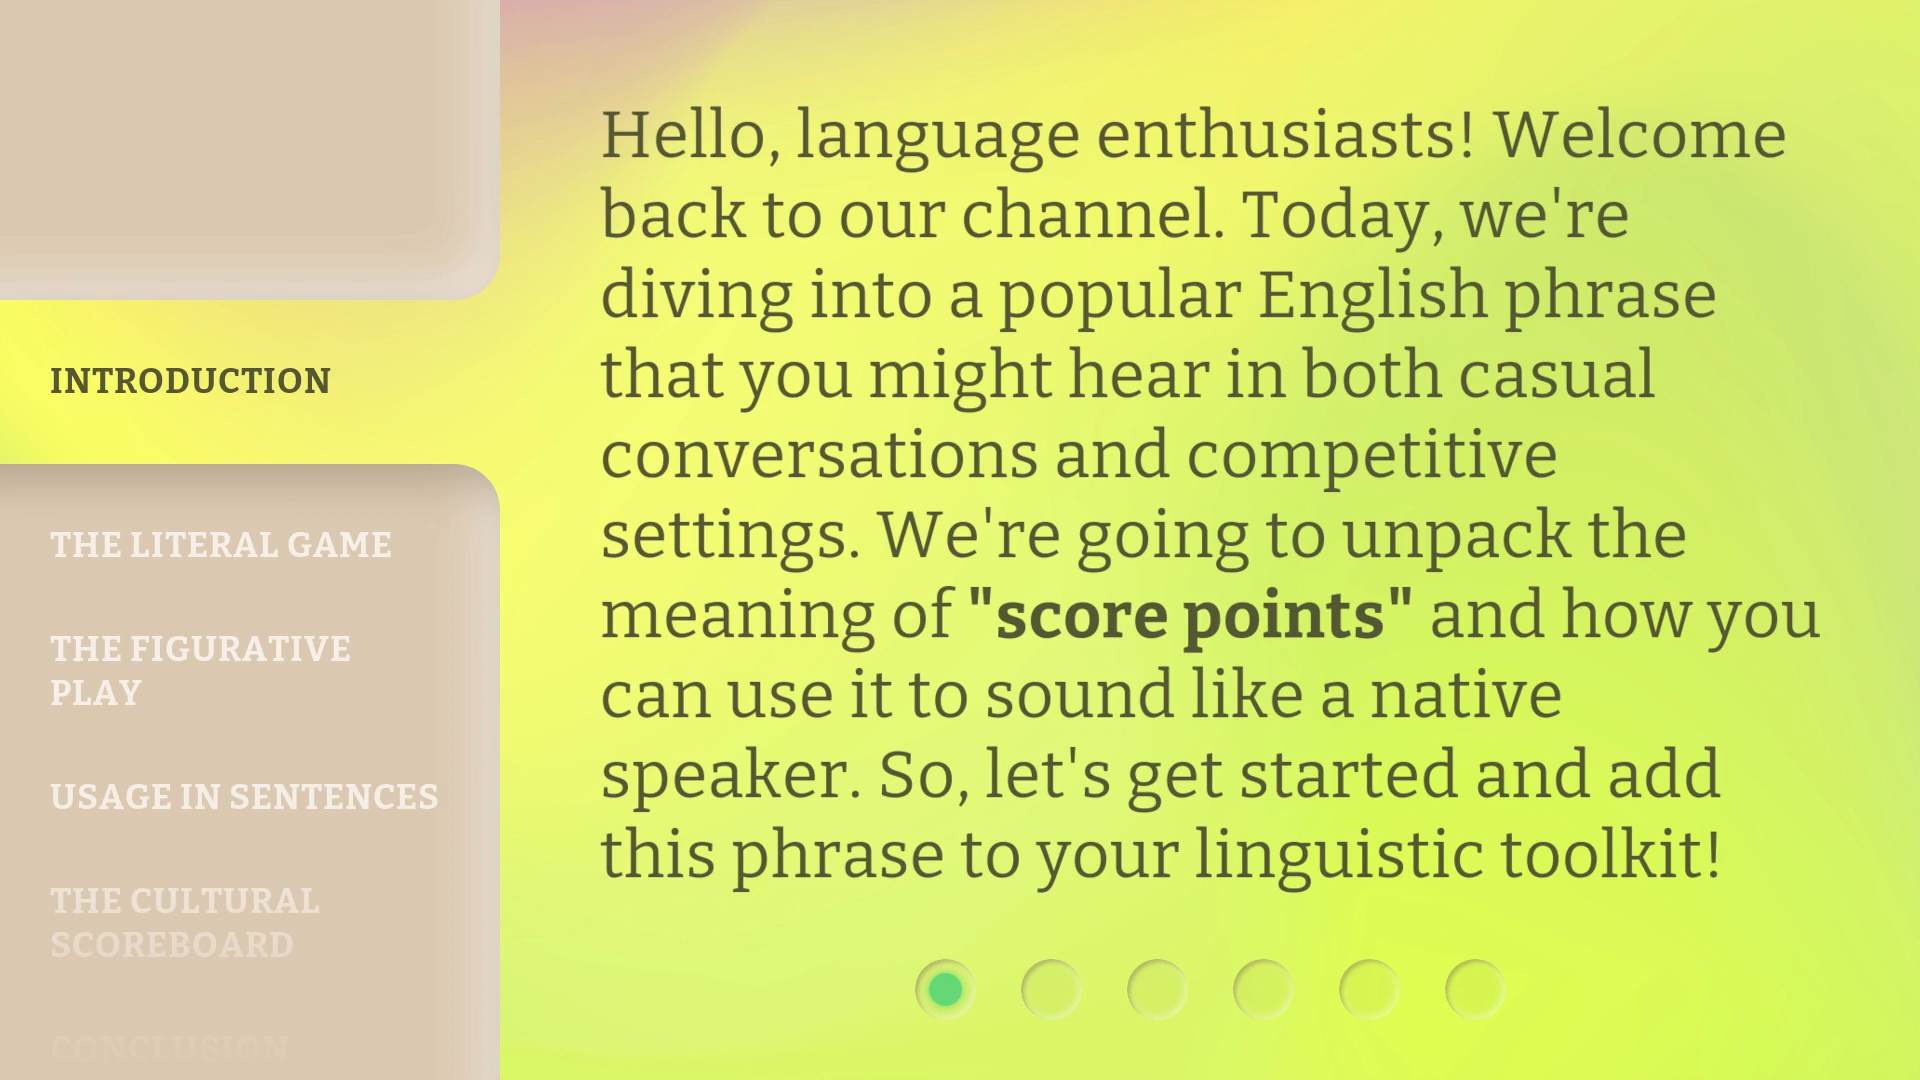 INTRODUCTION
THE LITERAL GAME
THE FIGURATIVE
PLAY
USAGE IN SENTENCES
THE CULTURAL
SCOREBOARD
CONCLUSION
Hello, language enthusiasts! Welcome
back to our channel. Today, we're
diving into a popular English phrase
that you might hear in both casual
conversations and competitive
settings. We're going to unpack the
meaning of "score points" and how you
can use it to sound like a native
speaker. So, let's get started and add
this phrase to your linguistic toolkit!